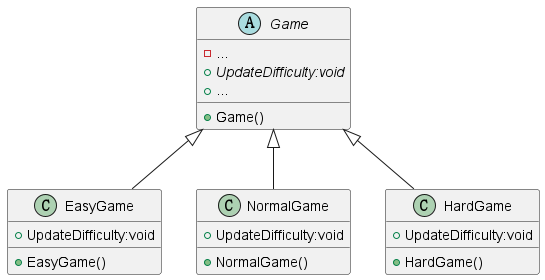 A Game
...
UpdateDifficulty:void
...
Game()
C EasyGame
UpdateDifficulty:void
EasyGame()
C NormalGame
UpdateDifficulty:void
NormalGame()
C HardGame
UpdateDifficulty:void
HardGame()